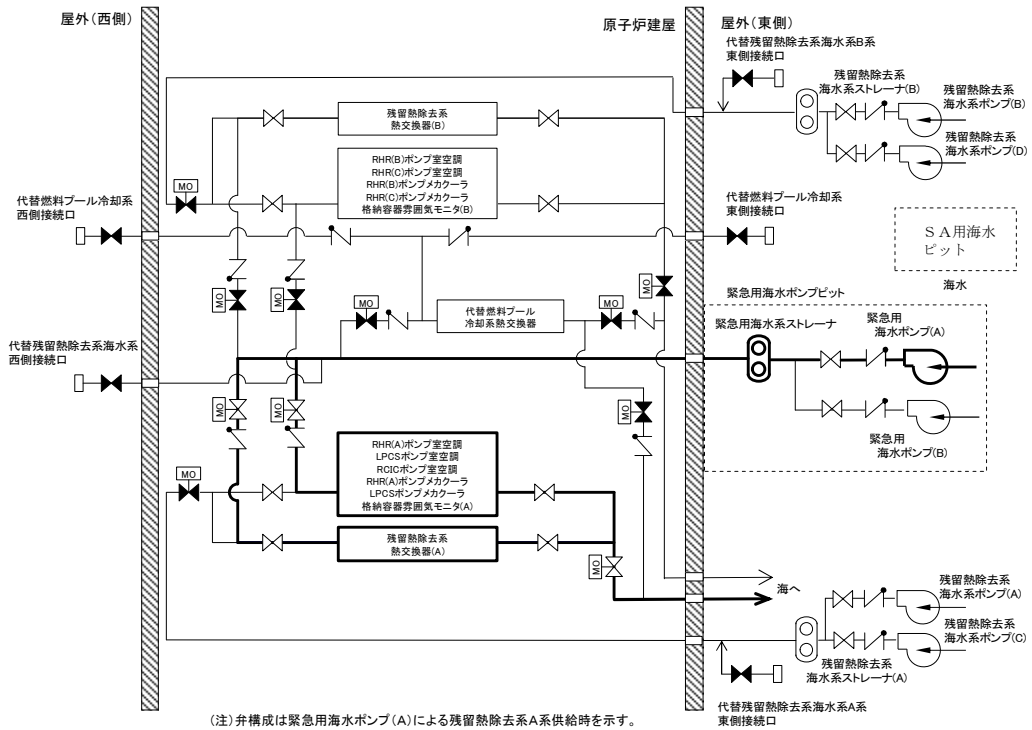 屋外(西側)
原子炉建屋
屋外(東側)
代替残留熱除去系海水系B系
東側接続口
残留熱除去系
海水系ストレーナ(B)
残留熱除去系
海水系ポンプ(B)
残留熱除去系
海水系ポンプ(D)
残留熱除去系
熱交換器(B)
RHR(B)ポンプ室空調
RHR(C)ポンプ室空調
RHR(B)ポンプメカクーラ
RHR(C)ポンプメカクーラ
格納容器雰囲気モニタ(B)
MO
代替燃料プール冷却系
西側接続口
代替燃料プール冷却系
東側接続口
SA用海水
ピット
海水
MO
MO
MO
MO
MO
代替燃料プール
冷却系熱交換器
緊急用海水ポンプピット
緊急用海水系ストレーナ
緊急用
海水ポンプ(A)
代替残留熱除去系海水系
西側接続口
MO
MO
MO
緊急用
海水ポンプ(B)
RHR(A)ポンプ室空調
LPCSポンプ室空調
RCICポンプ室空調
RHR(A)ポンプメカクーラ
LPCSポンプメカクーラ
格納容器雰囲気モニタ(A)
MO
残留熱除去系
熱交換器(A)
MO
海へ
残留熱除去系
海水系ポンプ(A)
残留熱除去系
海水系ポンプ(C)
残留熱除去系
海水系ストレーナ(A)
代替残留熱除去系海水系A系
東側接続口
(注)弁構成は緊急用海水ポンプ(A)による残留熱除去系A系供給時を示す。